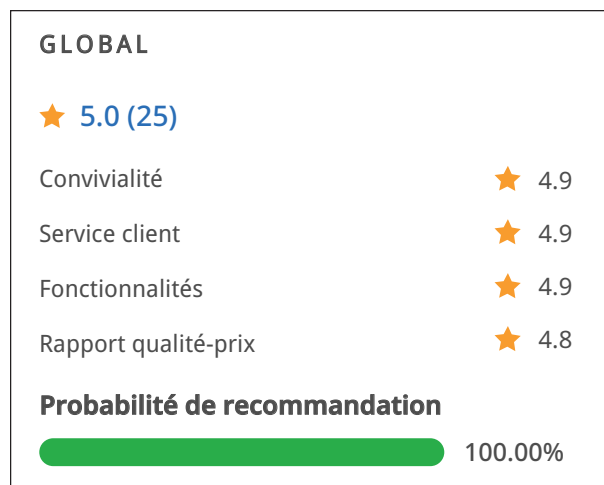 GLOBAL
5.0 (25)
Convivialité 4.9
Service client 4.9
Fonctionnalités 4.9
Rapport qualité-prix 4.8
Probabilité de recommandation
100.00%